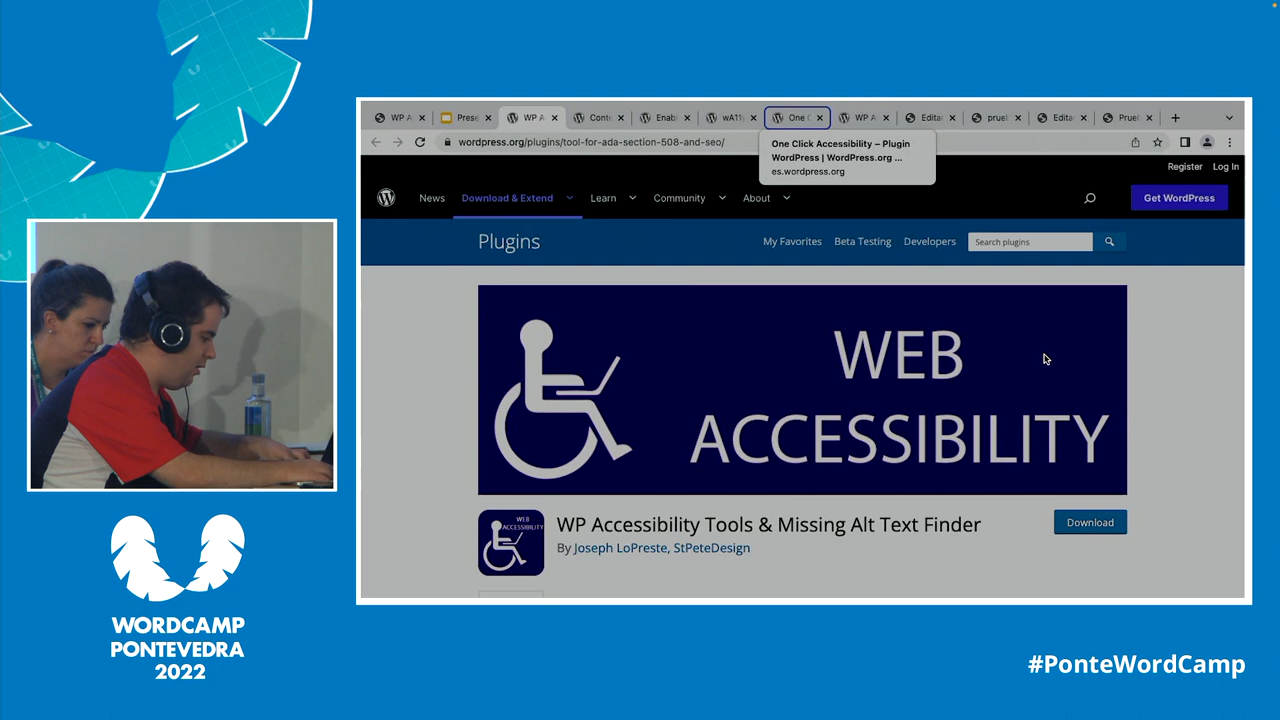 WP A
Prese
WP A
Conte
Enabl
wA11y
One C
WP A
Edita
prueb
Edita
Prueb
wordpress.org/plugins/tool-for-ada-section-508-and-seo/
One Click Accessibility – Plugin
WordPress | WordPress.org ...
es.wordpress.org
Register
Log In
News
Download & Extend
Learn
Community
About
Get WordPress
Plugins
My Favorites
Beta Testing
Developers
Search plugins
WEB
ACCESSIBILITY
WEB
ACCESSIBILITY
WP Accessibility Tools & Missing Alt Text Finder
By Joseph LoPreste, StPeteDesign
Download
WORDCAMP
PONTEVEDRA
2022
#PonteWordCamp